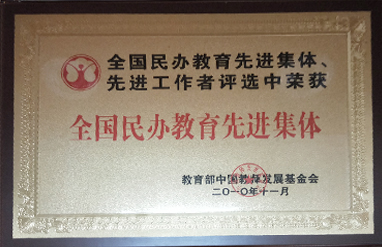 全国民办教育先进集体、
先进工作者评选中荣获
全国民办教育先进集体
教育部中国教师发展基金会
二〇一〇年十一月